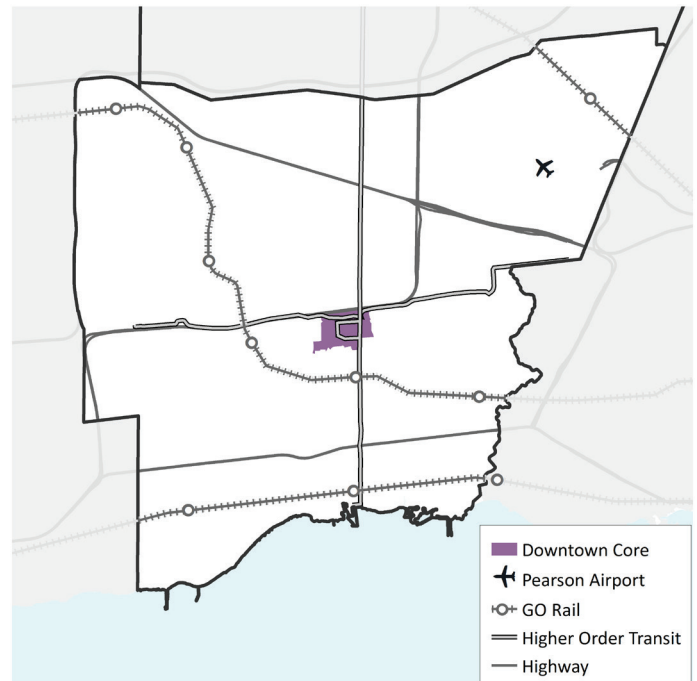 Downtown Core
Pearson Airport
GO Rail
Higher Order Transit
Highway